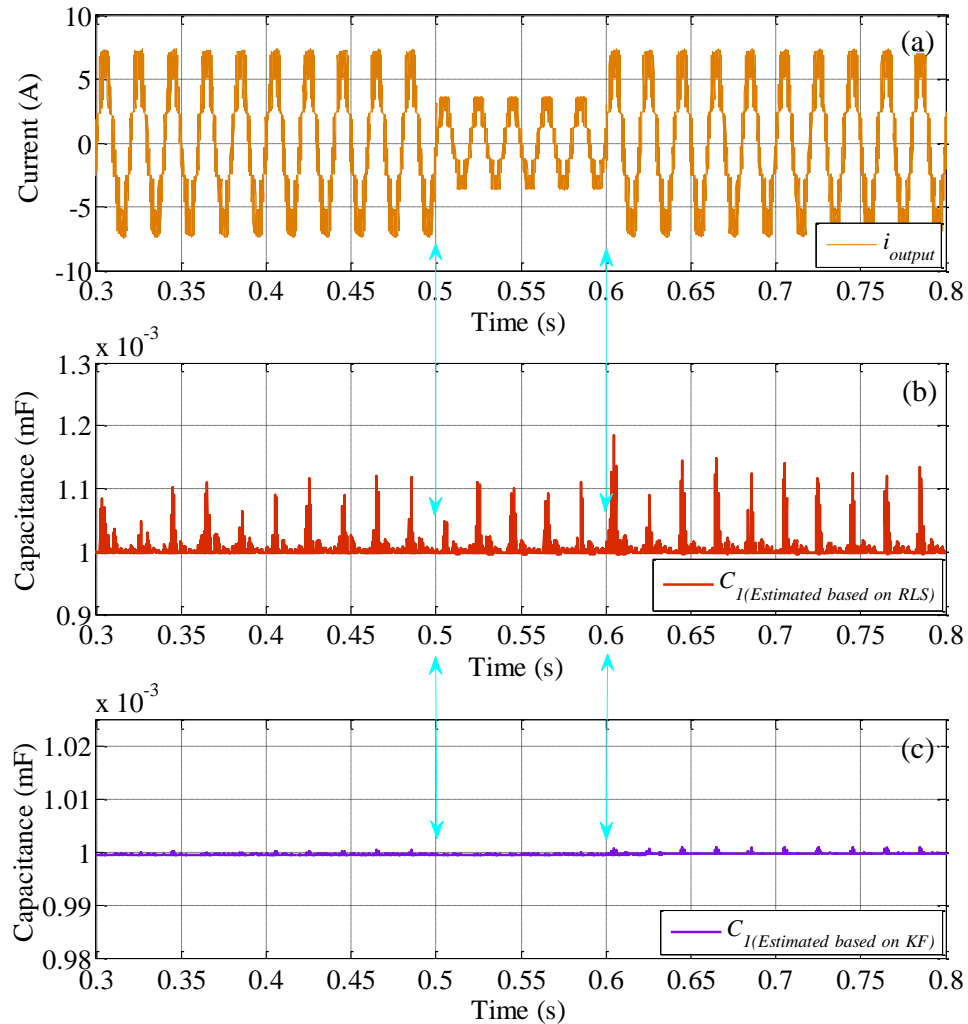 10
5
0
-5
-10
Current (A)
(a)
i output
0.3 0.35 0.4 0.45 0.5 0.55 0.6 0.65 0.7 0.75 0.8
Time (s)
x 10-3
1.3
1.2
1.1
1
0.9
Capacitance (mF)
(b)
C 1(Estimated based on RLS)
0.3 0.35 0.4 0.45 0.5 0.55 0.6 0.65 0.7 0.75 0.8
Time (s)
x 10-3
1.02
1.01
1
0.99
0.98
Capacitance (mF)
(c)
C 1(Estimated based on KF)
0.3 0.35 0.4 0.45 0.5 0.55 0.6 0.65 0.7 0.75 0.8
Time (s)